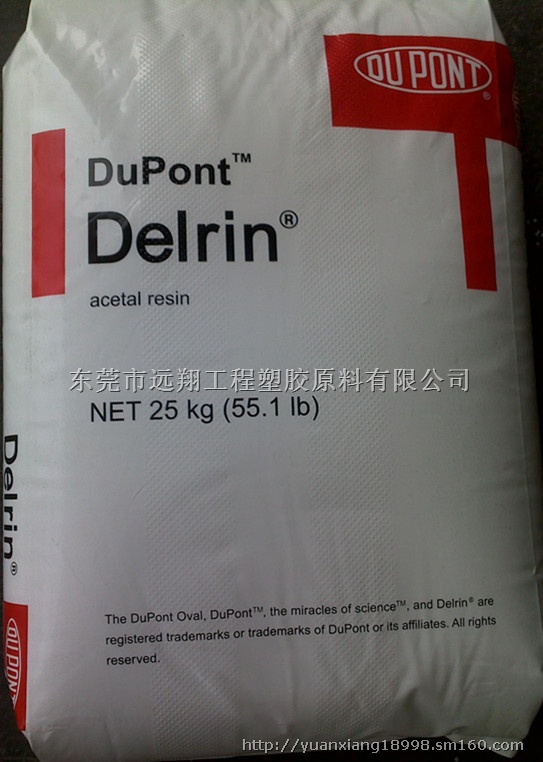 DU PONT®
DuPont™
Delrin®
acetal resin
东莞市远翔工程塑胶原料有限公司
NET 25 kg (55.1 lb)
Delrin®
DU PONT
The DuPont Oval, DuPont™, the miracles of science™, and Delrin® are
registered trademarks or trademarks of DuPont or its affiliates. All rights
reserved.
http://yuanxiang18998.sm160.com